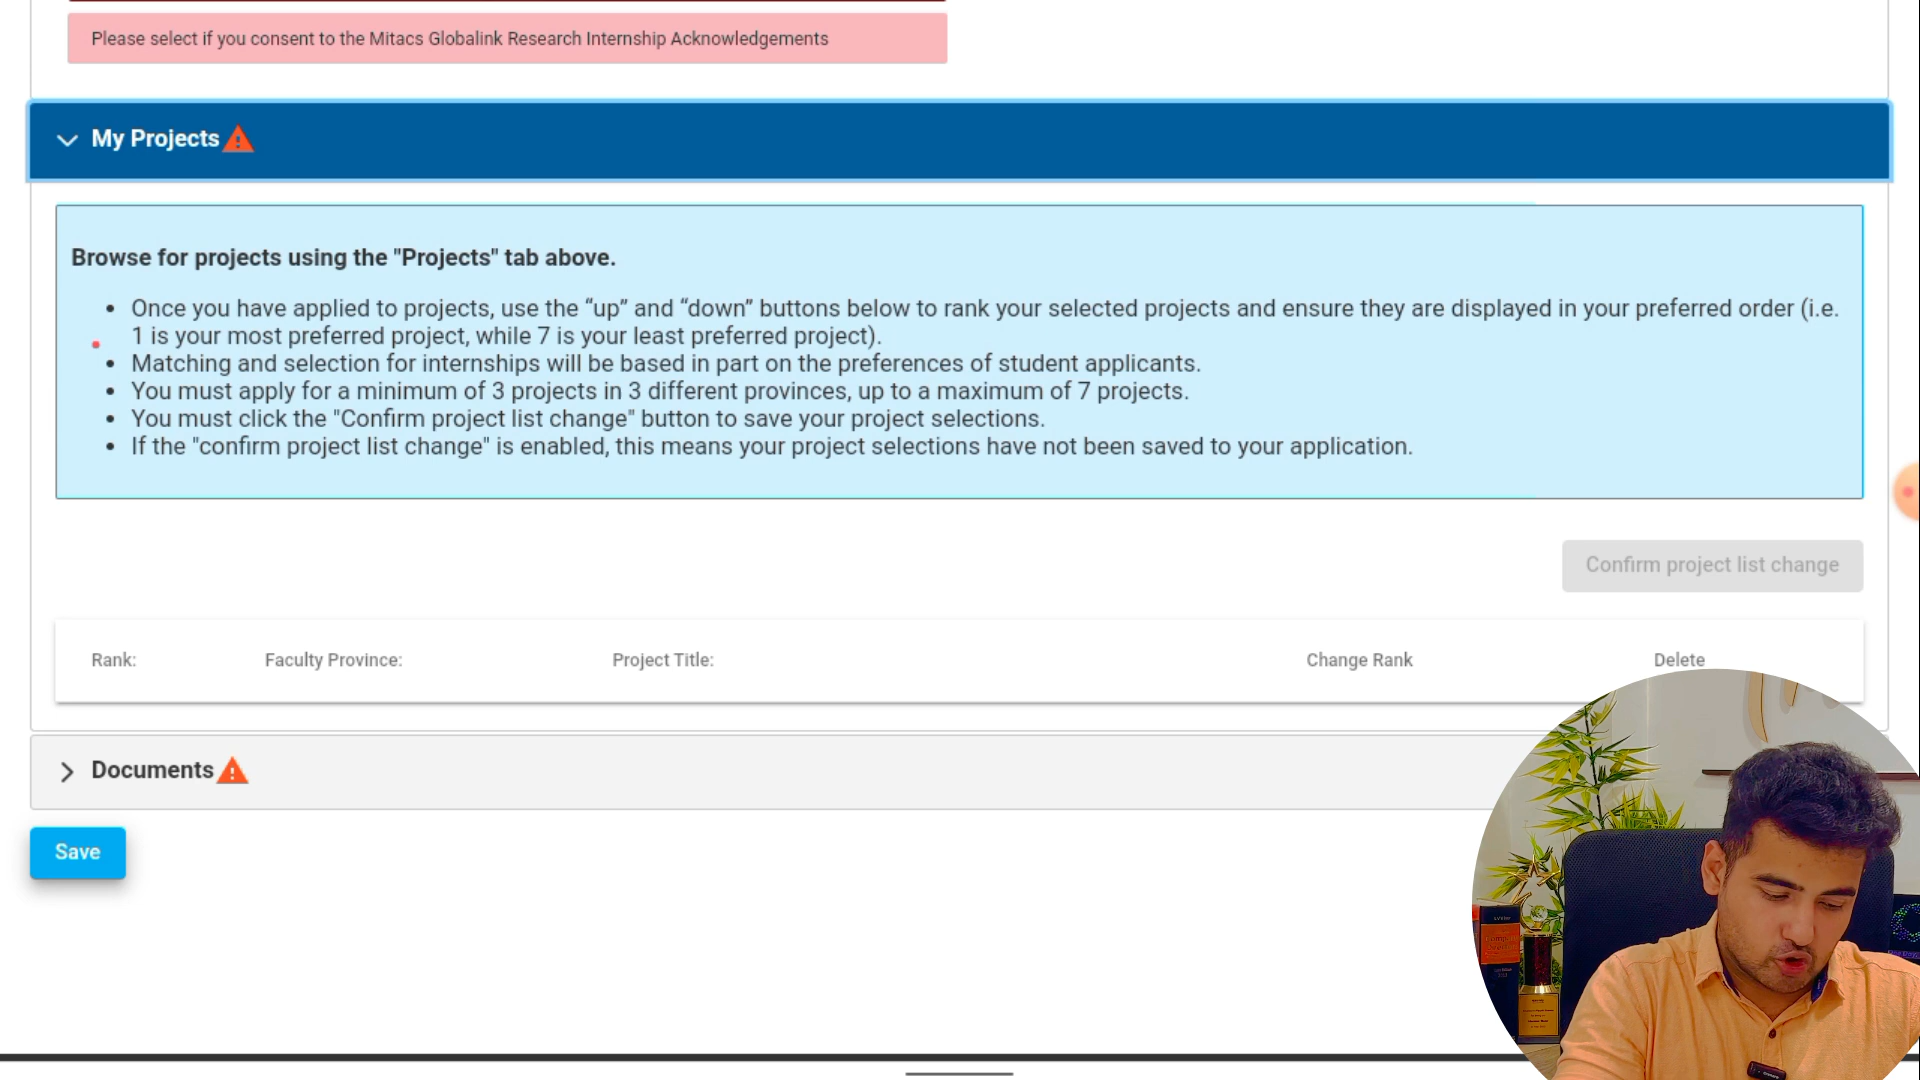 Please select if you consent to the Mitacs Globalink Research Internship Acknowledgements
My Projects
Browse for projects using the "Projects" tab above.
Once you have applied to projects, use the “up” and “down” buttons below to rank your selected projects and ensure they are displayed in your preferred order (i.e.
1 is your most preferred project, while 7 is your least preferred project).
Matching and selection for internships will be based in part on the preferences of student applicants.
You must apply for a minimum of 3 projects in 3 different provinces, up to a maximum of 7 projects.
You must click the "Confirm project list change" button to save your project selections.
If the "confirm project list change" is enabled, this means your project selections have not been saved to your application.
Confirm project list change
Rank: Faculty Province: Project Title: Change Rank Delete
Documents
Save